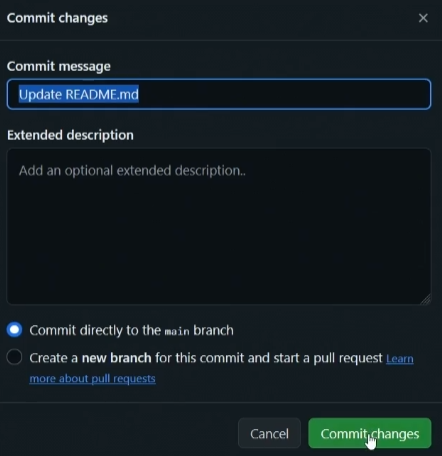 Commit changes
Commit message
Update README.md
Extended description
Add an optional extended description..
Commit directly to the main branch
Create a new branch for this commit and start a pull request Learn
more about pull requests
Cancel
Commit changes